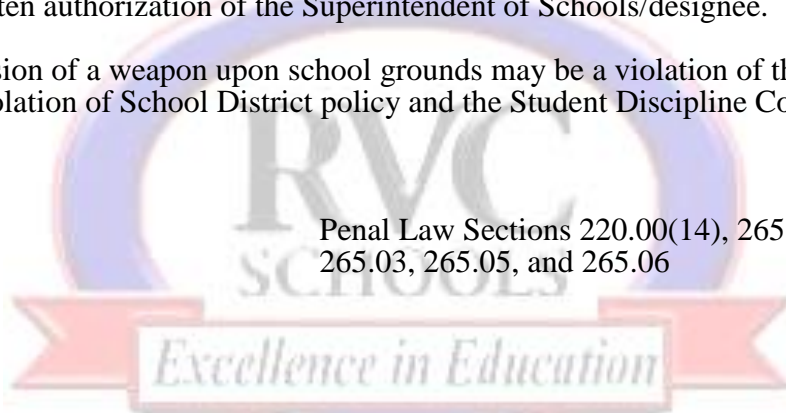 ten authorization of the Superintendent of Schools/designee.
sion of a weapon upon school grounds may be a violation of th
olation of School District policy and the Student Discipline Co
RVC
Penal Law Sections 220.00(14), 265
265.03, 265.05, and 265.06
SCHOOLS
Excellence in Education